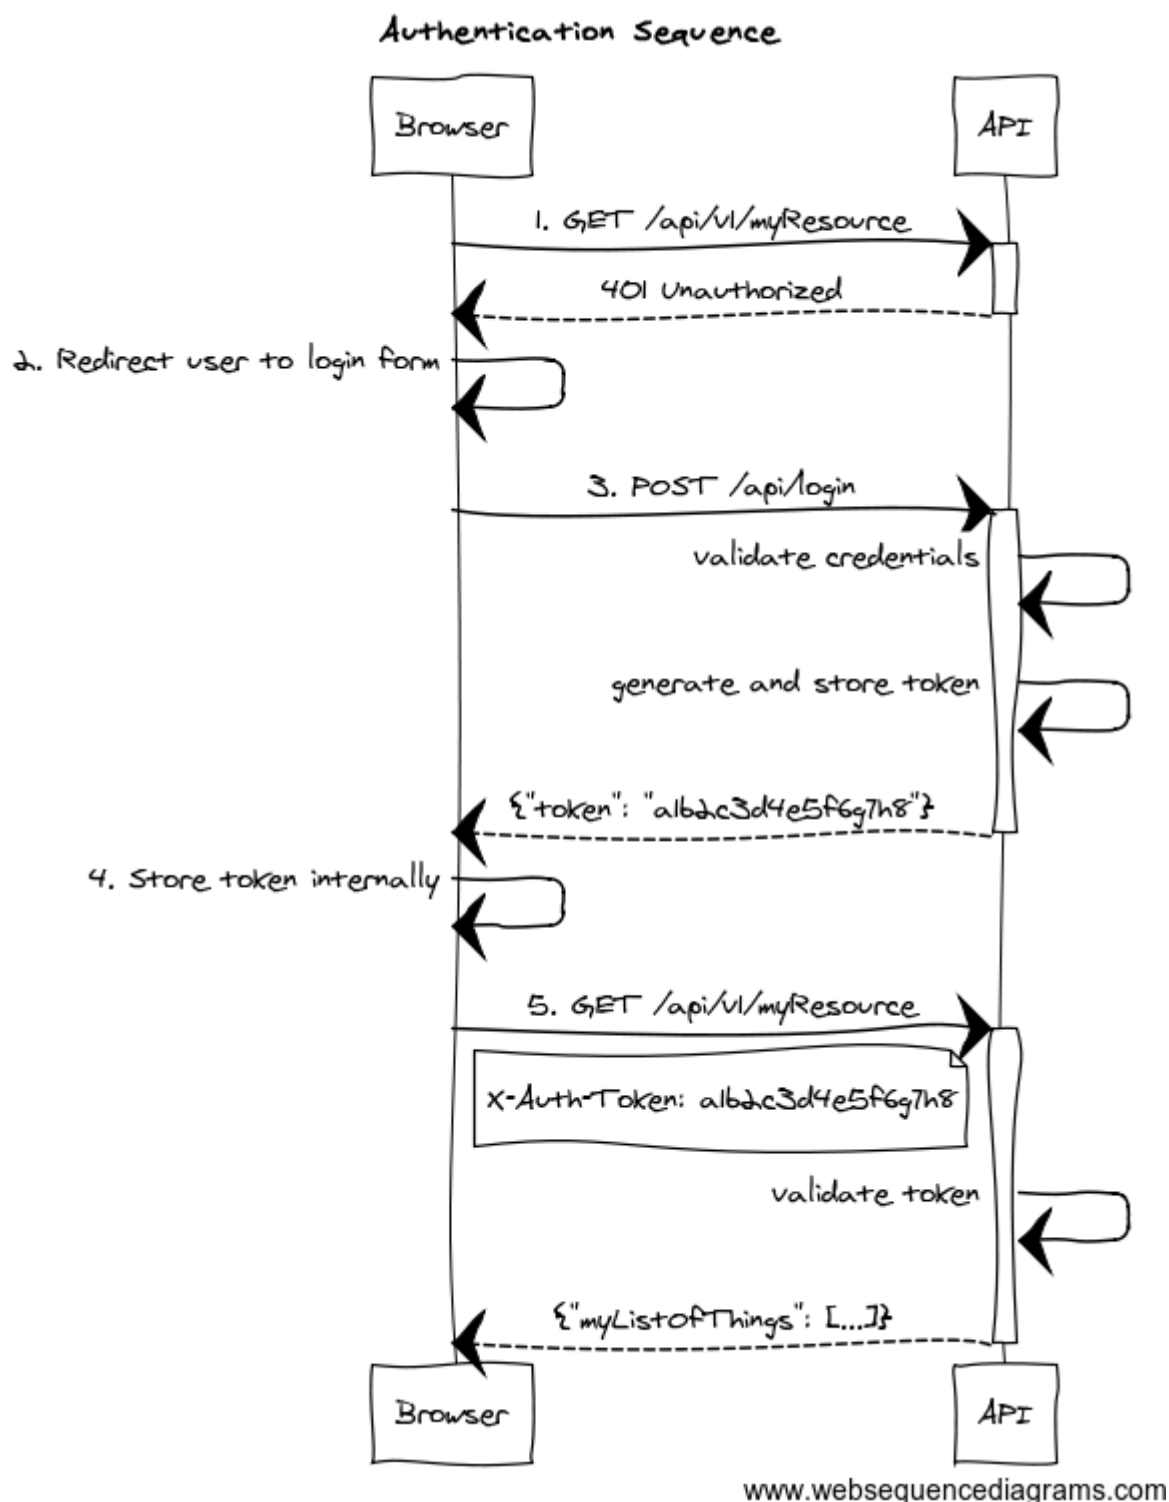 Authentication Sequence
Browser
API
1. GET /api/v1/myResource
401 Unauthorized
2. Redirect user to login form
3. POST /api/login
validate credentials
generate and store token
{"token": "a1b2c3d4e5f6g7h8"}
4. Store token internally
5. GET /api/v1/myResource
X-Auth-Token: a1b2c3d4e5f6g7h8
validate token
{"myListOfThings": [...]}
Browser
API
www.websequencediagrams.com